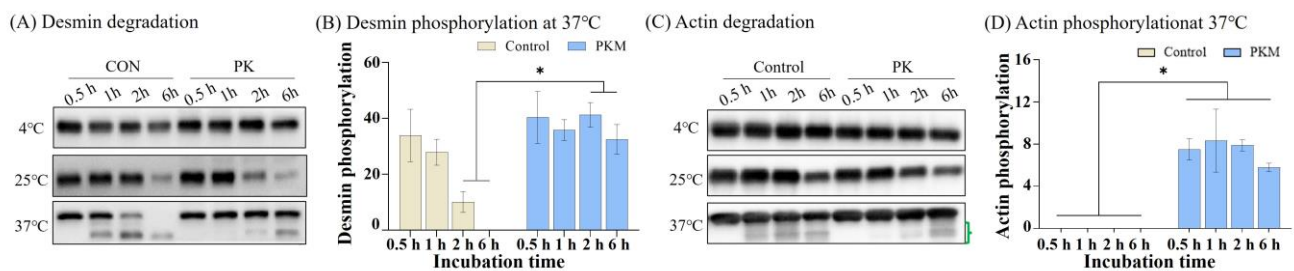 (A) Desmin degradation
CON PK
0.5 h 1h 2h 6h 0.5 h 1h 2h 6h
4℃
25℃
37℃
(B) Desmin phosphorylation at 37℃
Control PKM
Desmin phosphorylation
60
40
20
0
*
0.5 h 1 h 2 h 6 h 0.5 h 1 h 2 h 6 h
Incubation time
(C) Actin degradation
Control PK
0.5 h 1h 2h 6h 0.5 h 1h 2h 6h
4℃
25℃
37℃
(D) Actin phosphorylationat 37℃
Control PKM
Actin phosphorylation
16
12
8
4
0
*
0.5 h 1 h 2 h 6 h 0.5 h 1 h 2 h 6 h
Incubation time